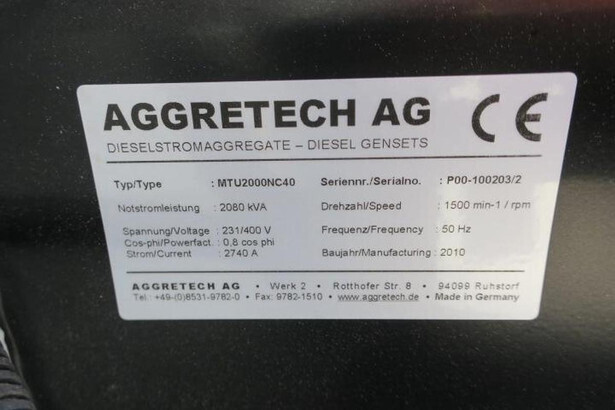 AGGRETECH AG CE
DIESELSTROMAGGREGATE – DIESEL GENSETS
Typ/Type : MTU2000NC40 Seriennr./Serialno. : P00-100203/2
Notstromleistung : 2080 kVA Drehzahl/Speed : 1500 min-1 / rpm
Spannung/Voltage : 231/400 V Frequenz/Frequency : 50 Hz
Cos-phi/Powerfact. : 0,8 cos phi
Strom/Current : 2740 A Baujahr/Manufacturing : 2010
AGGRETECH AG • Werk 2 • Rotthofer Str. 8 • 94099 Ruhstorf
Tel.: +49-(0)8531-9782-0 • Fax: 9782-1510 • www.aggretech.de • Made in Germany